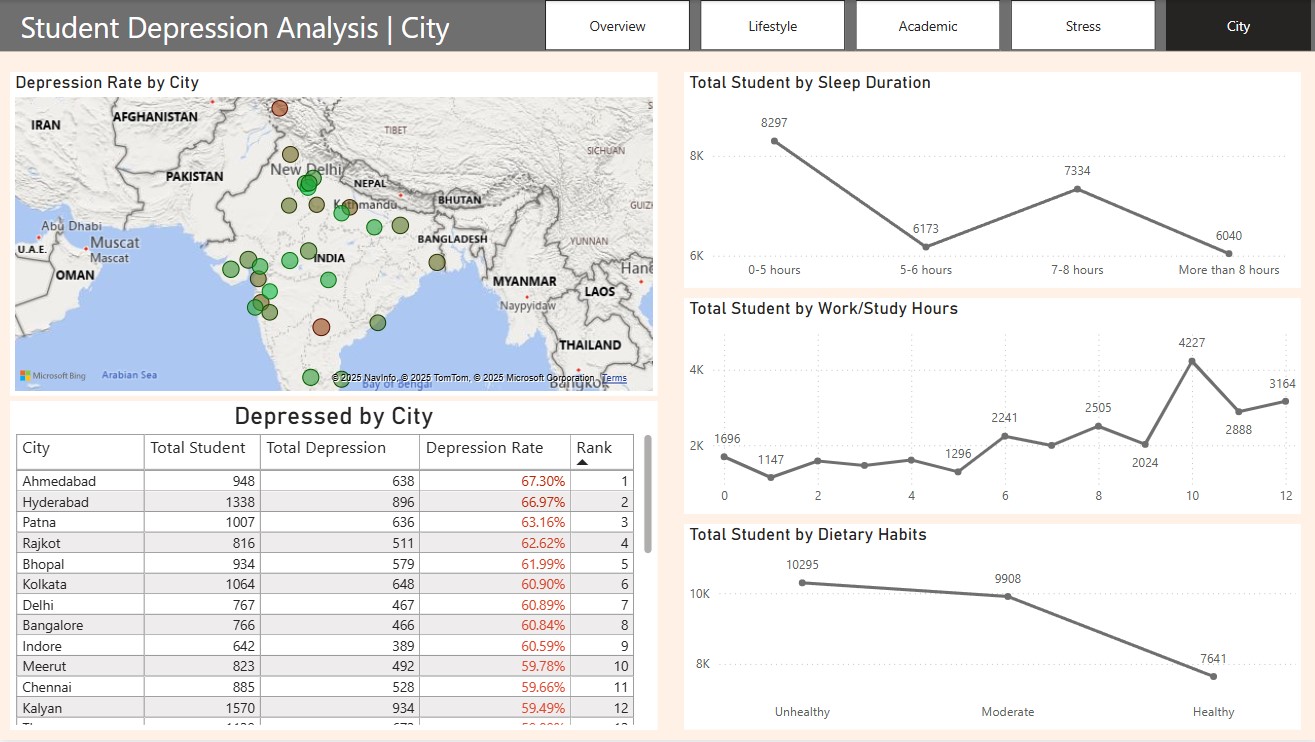 Student Depression Analysis | City
Overview
Lifestyle
Academic
Stress
City
Depression Rate by City
IRAN
AFGHANISTAN
TIBET
SICHUAN
PAKISTAN
New Delhi
NEPAL
Kathmandu
BHUTAN
Abu Dhabi
Muscat
Muscat
U.A.E.
OMAN
BANGLADESH
YUNNAN
INDIA
MYANMAR
LAOS
Naypyidaw
THAILAND
Microsoft Bing
Arabian Sea
© 2025 NavInfo, © 2025 TomTom, © 2025 Microsoft Corporation, Terms
Bay of Bengal
Bangkok
Depressed by City
City Total Student Total Depression Depression Rate Rank
Ahmedabad 948 638 67.30% 1
Hyderabad 1338 896 66.97% 2
Patna 1007 636 63.16% 3
Rajkot 816 511 62.62% 4
Bhopal 934 579 61.99% 5
Kolkata 1064 648 60.90% 6
Delhi 767 467 60.89% 7
Bangalore 766 466 60.84% 8
Indore 642 389 60.59% 9
Meerut 823 492 59.78% 10
Chennai 885 528 59.66% 11
Kalyan 1570 934 59.49% 12
Total Student by Sleep Duration
8297
8K
7334
6173
6040
6K
0-5 hours 5-6 hours 7-8 hours More than 8 hours
Total Student by Work/Study Hours
4227
4K
3164
2505
2241
2888
1696
2K
1296
2024
1147
0 2 4 6 8 10 12
Total Student by Dietary Habits
10295
9908
10K
7641
8K
Unhealthy Moderate Healthy